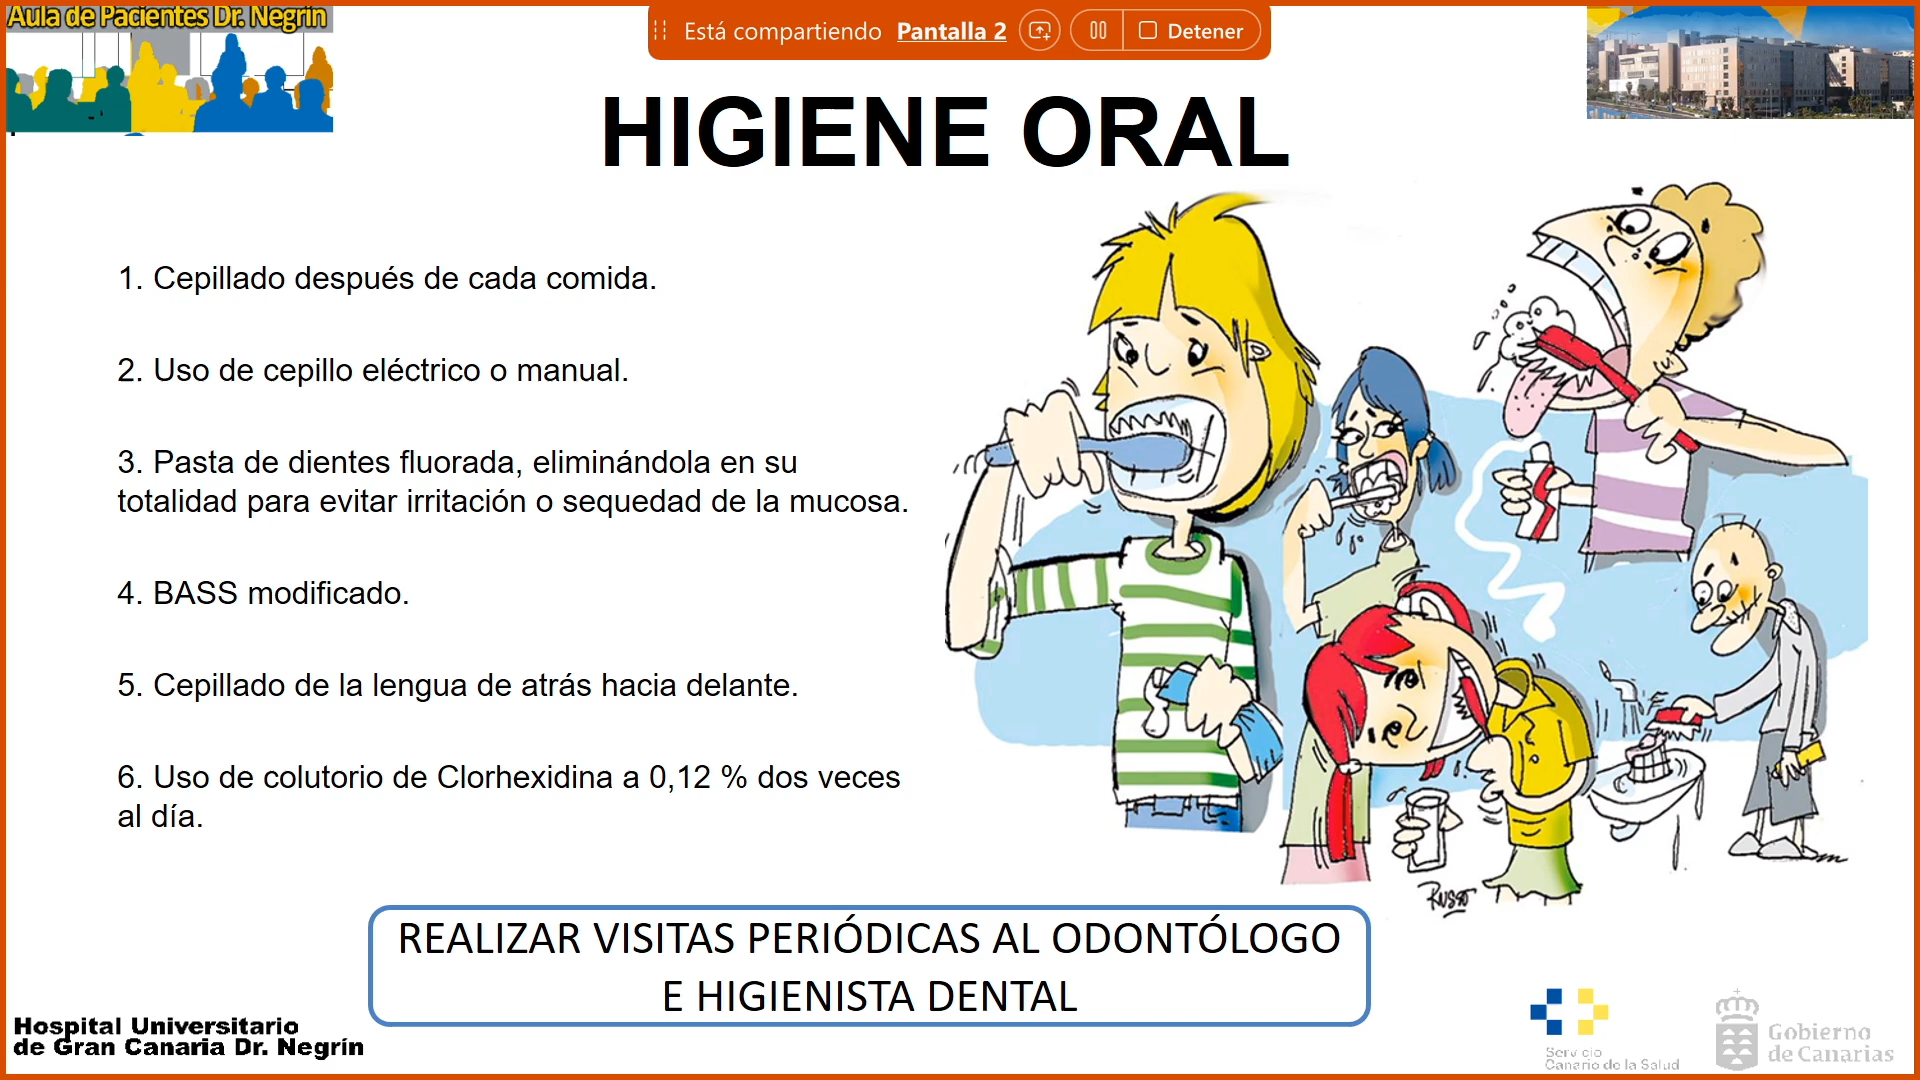 Aula de Pacientes Dr. Negrín
Está compartiendo Pantalla 2
Detener
HIGIENE ORAL
1. Cepillado después de cada comida.
2. Uso de cepillo eléctrico o manual.
3. Pasta de dientes fluorada, eliminándola en su
totalidad para evitar irritación o sequedad de la mucosa.
4. BASS modificado.
5. Cepillado de la lengua de atrás hacia delante.
6. Uso de colutorio de Clorhexidina a 0,12 % dos veces
al día.
Russo
REALIZAR VISITAS PERIÓDICAS AL ODONTÓLOGO
E HIGIENISTA DENTAL
Hospital Universitario
de Gran Canaria Dr. Negrín
Servicio
Canario de la Salud
Gobierno
de Canarias